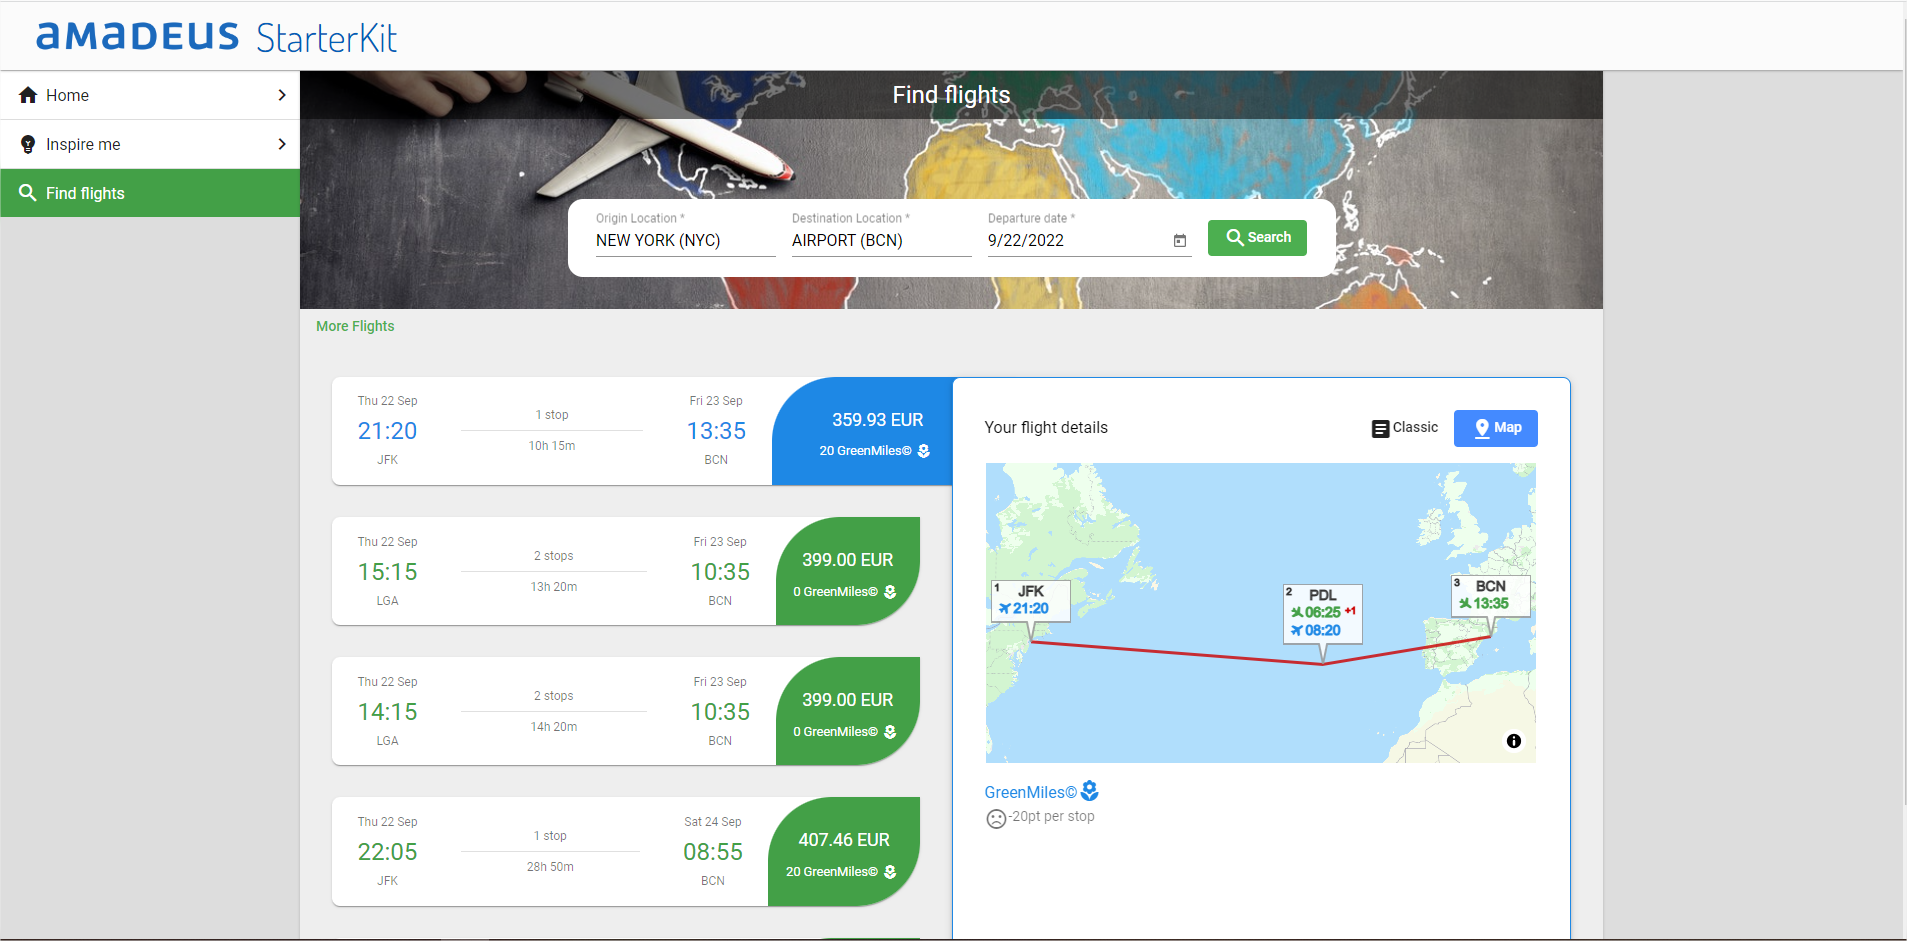 aMaDEUS StarterKit
Home
Inspire me
Find flights
Find flights
Origin Location *
NEW YORK (NYC)
Destination Location *
AIRPORT (BCN)
Departure date *
9/22/2022
Search
More Flights
Thu 22 Sep
21:20
JFK
1 stop
10h 15m
Fri 23 Sep
13:35
BCN
359.93 EUR
20 GreenMiles©
Thu 22 Sep
15:15
LGA
2 stops
13h 20m
Fri 23 Sep
10:35
BCN
399.00 EUR
0 GreenMiles©
Thu 22 Sep
14:15
LGA
2 stops
14h 20m
Fri 23 Sep
10:35
BCN
399.00 EUR
0 GreenMiles©
Thu 22 Sep
22:05
JFK
1 stop
28h 50m
Sat 24 Sep
08:55
BCN
407.46 EUR
20 GreenMiles©
Your flight details
Classic
Map
1 JFK
21:20
2 PDL
06:25 +1
08:20
3 BCN
13:35
GreenMiles©
-20pt per stop